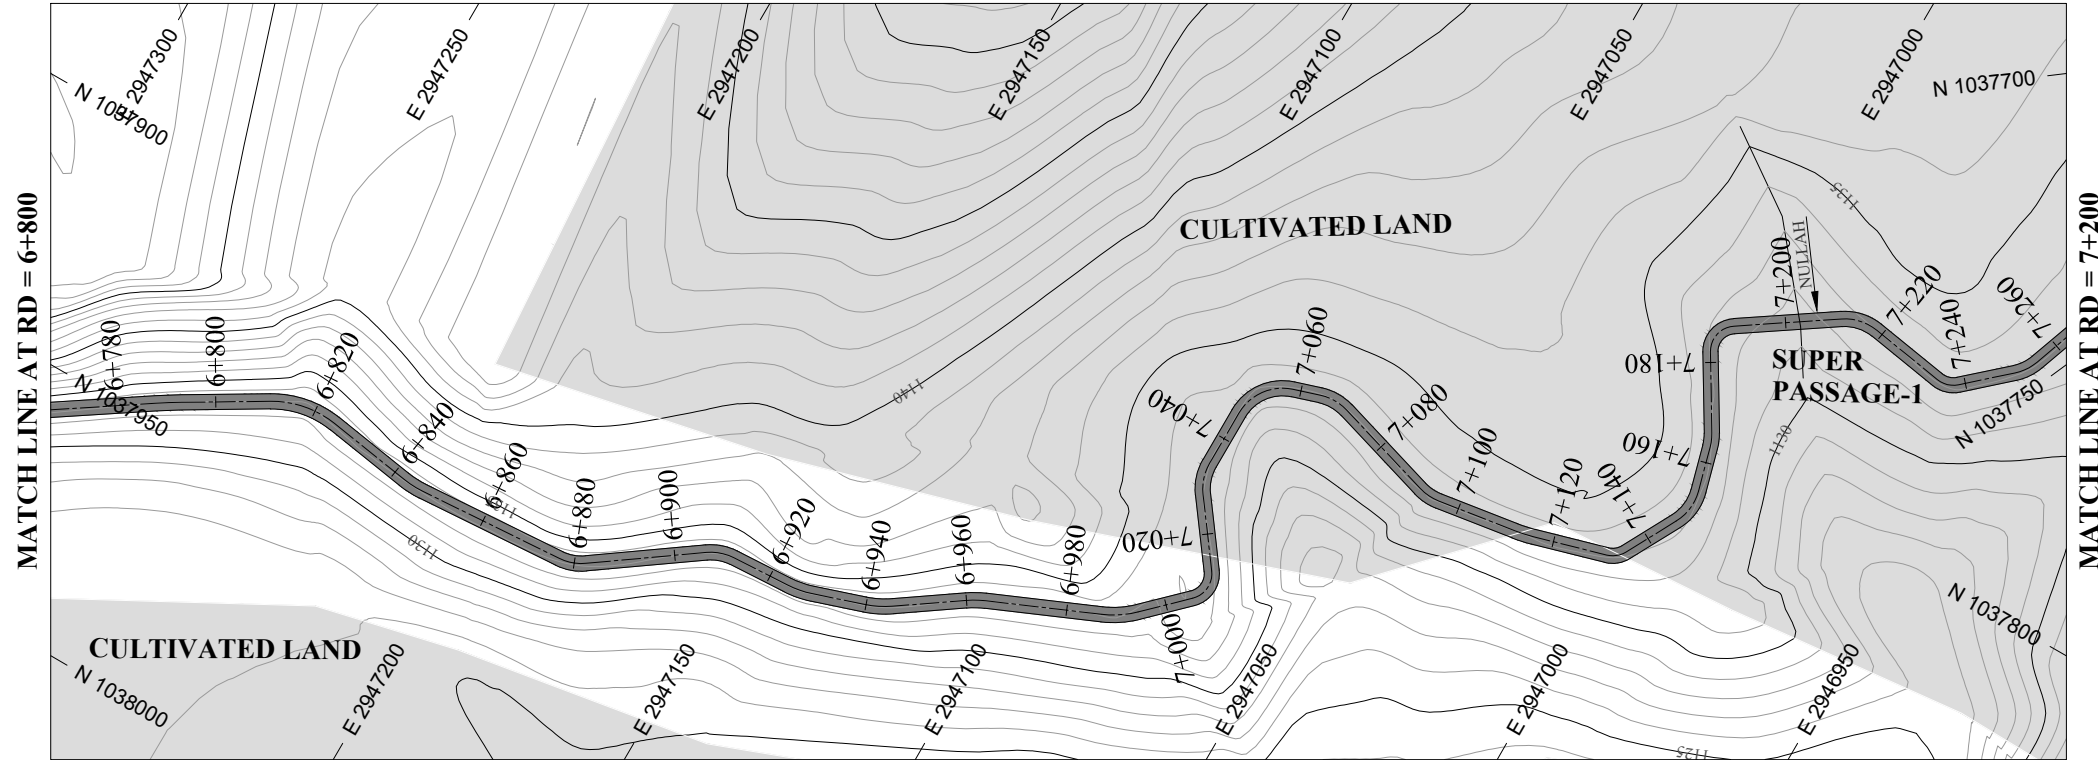 MATCH LINE AT RD = 6+800
E 2947300
E 2947250
E 2947200
E 2947150
E 2947100
E 2947050
E 2947000
N 1037900
N 1037700
CULTIVATED LAND
1135
NULLAH
6+780
6+800
6+820
6+840
6+860
6+880
6+900
6+920
6+940
6+960
6+980
7+000
7+020
7+040
7+060
7+080
7+100
7+120
7+140
7+160
7+180
7+200
7+220
7+240
7+260
SUPER
PASSAGE-1
1140
1130
1130
N 1037950
N 1037750
N 1037800
CULTIVATED LAND
N 1038000
E 2947200
E 2947150
E 2947100
E 2947050
E 2947000
E 2946950
1125
MATCH LINE AT RD = 7+200